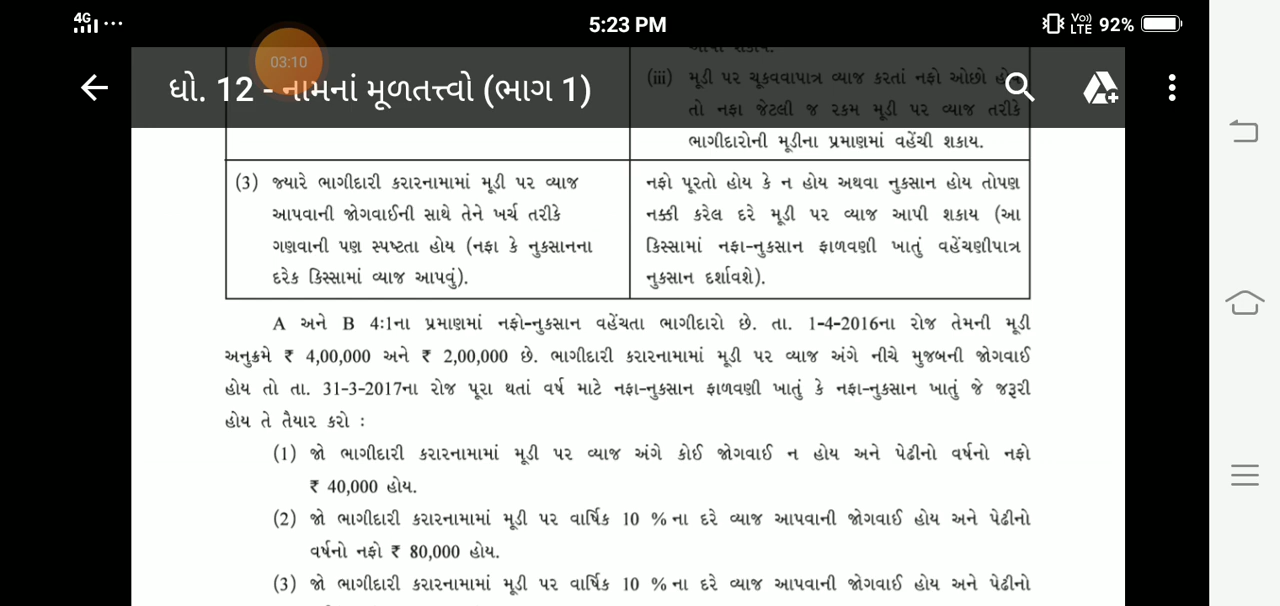 4G
5:23 PM
Vo))
LTE
92%
03:10
ધો. 12 - નામનાં મૂળતત્ત્વો (ભાગ 1)
આપી શકાય.
(iii) મૂડી પર ચૂકવવાપાત્ર વ્યાજ કરતાં નફો ઓછો હોય
તો નફા જેટલી જ રકમ મૂડી પર વ્યાજ તરીકે
ભાગીદારોની મૂડીના પ્રમાણમાં વહેંચી શકાય.
(3) જ્યારે ભાગીદારી કરારનામામાં મૂડી પર વ્યાજ
આપવાની જોગવાઈની સાથે તેને ખર્ચ તરીકે
ગણવાની પણ સ્પષ્ટતા હોય (નફા કે નુકસાનના
દરેક કિસ્સામાં વ્યાજ આપવું).
નફો પૂરતો હોય કે ન હોય અથવા નુકસાન હોય તોપણ
નક્કી કરેલ દરે મૂડી પર વ્યાજ આપી શકાય (આ
કિસ્સામાં નફા-નુકસાન ફાળવણી ખાતું વહેંચણીપાત્ર
નુકસાન દર્શાવશે).
A અને B 4:1ના પ્રમાણમાં નફો-નુકસાન વહેંચતા ભાગીદારો છે. તા. 1-4-2016ના રોજ તેમની મૂડી
અનુક્રમે ₹ 4,00,000 અને ₹ 2,00,000 છે. ભાગીદારી કરારનામામાં મૂડી પર વ્યાજ અંગે નીચે મુજબની જોગવાઈ
હોય તો તા. 31-3-2017ના રોજ પૂરા થતાં વર્ષ માટે નફા-નુકસાન ફાળવણી ખાતું કે નફા-નુકસાન ખાતું જે જરૂરી
હોય તે તૈયાર કરો :
(1) જો ભાગીદારી કરારનામામાં મૂડી પર વ્યાજ અંગે કોઈ જોગવાઈ ન હોય અને પેઢીનો વર્ષનો નફો
₹ 40,000 હોય.
(2) જો ભાગીદારી કરારનામામાં મૂડી પર વાર્ષિક 10 %ના દરે વ્યાજ આપવાની જોગવાઈ હોય અને પેઢીનો
વર્ષનો નફો ₹ 80,000 હોય.
(3) જો ભાગીદારી કરારનામામાં મૂડી પર વાર્ષિક 10 %ના દરે વ્યાજ આપવાની જોગવાઈ હોય અને પેઢીનો